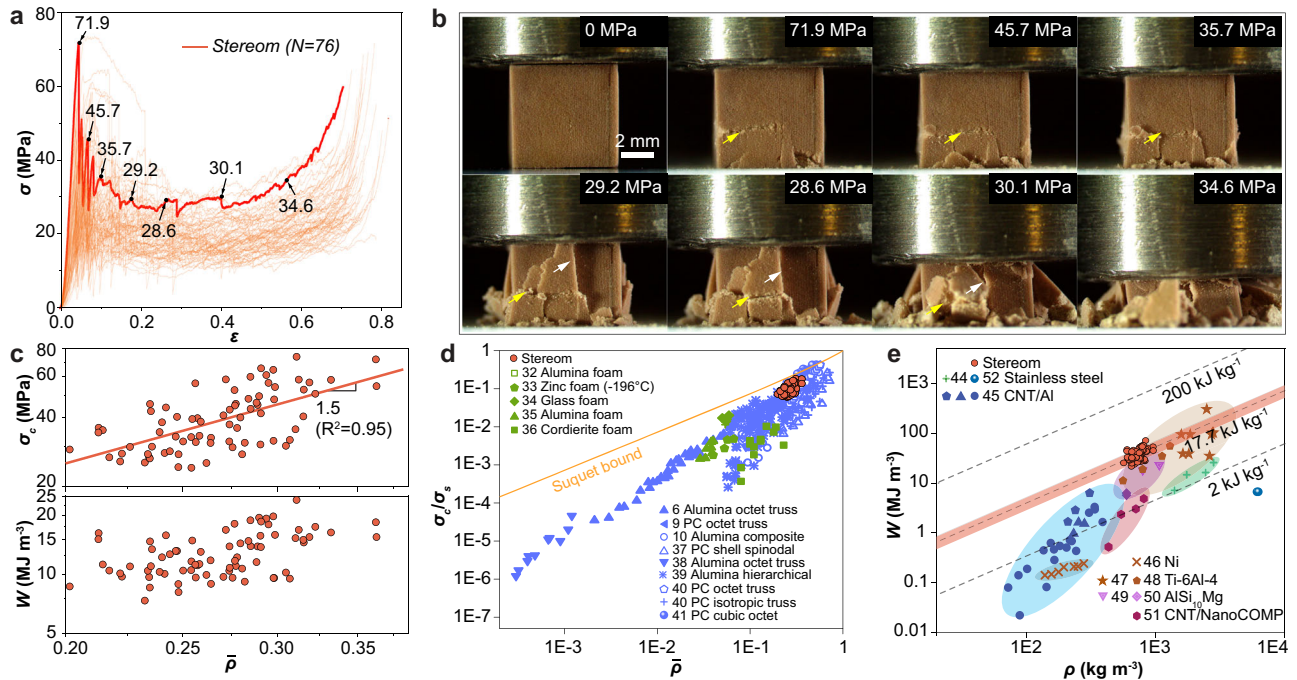 a
80
60
40
20
0
σ (MPa)
0.0
0.2
0.4
0.6
0.8
ε
Stereom (N=76)
71.9
45.7
35.7
29.2
28.6
30.1
34.6
b
0 MPa
71.9 MPa
45.7 MPa
35.7 MPa
2 mm
29.2 MPa
28.6 MPa
30.1 MPa
34.6 MPa
c
80
60
40
20
σc (MPa)
1.5
(R²=0.95)
25
20
15
10
5
W (MJ m⁻³)
0.20
0.25
0.30
0.35
ρ̅
d
σc/σs
1
1E-1
1E-2
1E-3
1E-4
1E-5
1E-6
1E-7
Stereom
32 Alumina foam
33 Zinc foam (-196°C)
34 Glass foam
35 Alumina foam
36 Cordierite foam
Suquet bound
6 Alumina octet truss
9 PC octet truss
10 Alumina composite
37 PC shell spinodal
38 Alumina octet truss
39 Alumina hierarchical
40 PC octet truss
40 PC isotropic truss
41 PC cubic octet
1E-3
1E-2
1E-1
1
ρ̅
e
W (MJ m⁻³)
1E3
100
10
1
0.1
0.01
Stereom
44
52 Stainless steel
45 CNT/Al
200 kJ kg⁻¹
17.7 kJ kg⁻¹
2 kJ kg⁻¹
46 Ni
47
48 Ti-6Al-4
49
50 AlSi₁₀Mg
51 CNT/NanoCOMP
1E2
1E3
1E4
ρ (kg m⁻³)